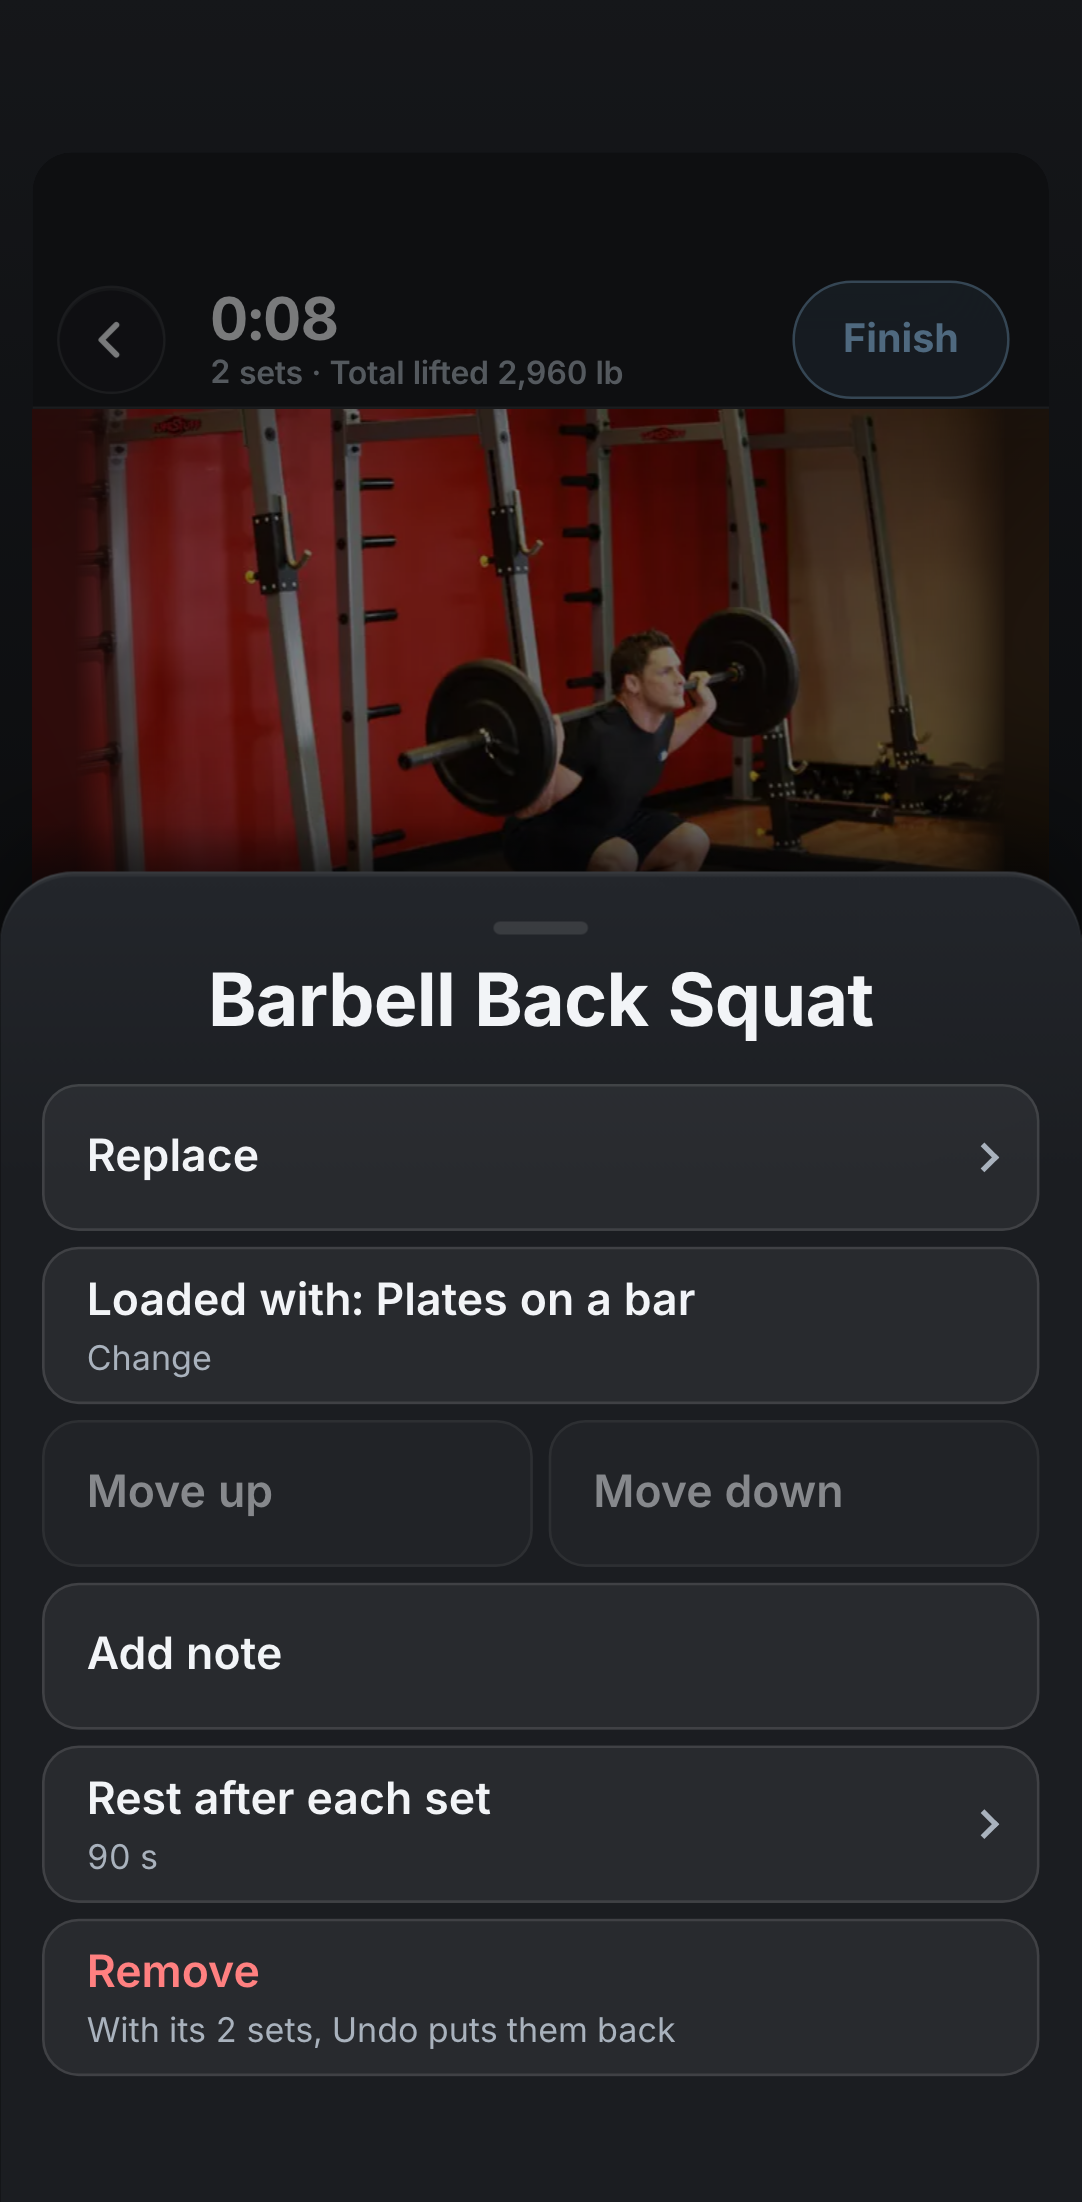 0:08
2 sets · Total lifted 2,960 lb
Finish
Barbell Back Squat
Replace
Loaded with: Plates on a bar
Change
Move up
Move down
Add note
Rest after each set
90 s
Remove
With its 2 sets, Undo puts them back